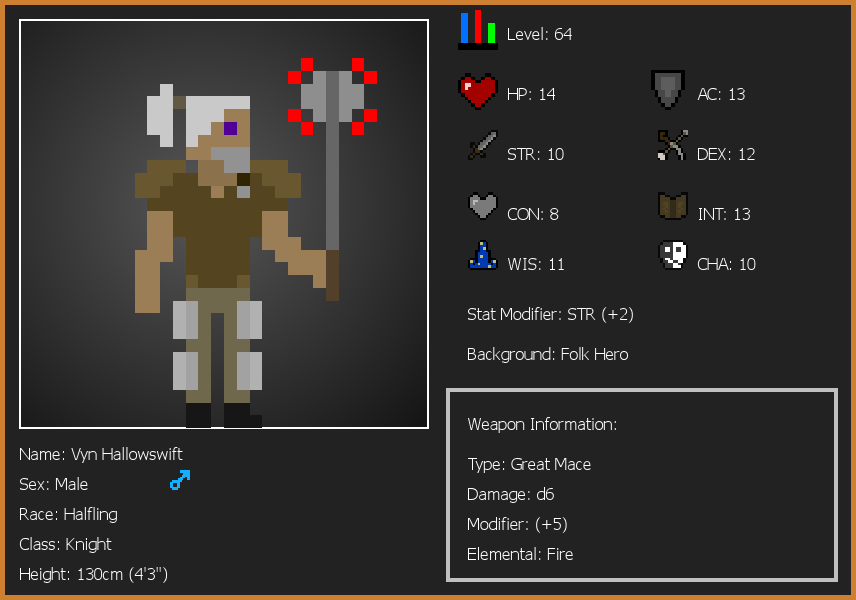 Level: 64
HP: 14
AC: 13
STR: 10
DEX: 12
CON: 8
INT: 13
WIS: 11
CHA: 10
Stat Modifier: STR (+2)
Background: Folk Hero
Weapon Information:
Type: Great Mace
Damage: d6
Modifier: (+5)
Elemental: Fire
Name: Vyn Hallowswift
Sex: Male
Race: Halfling
Class: Knight
Height: 130cm (4'3")